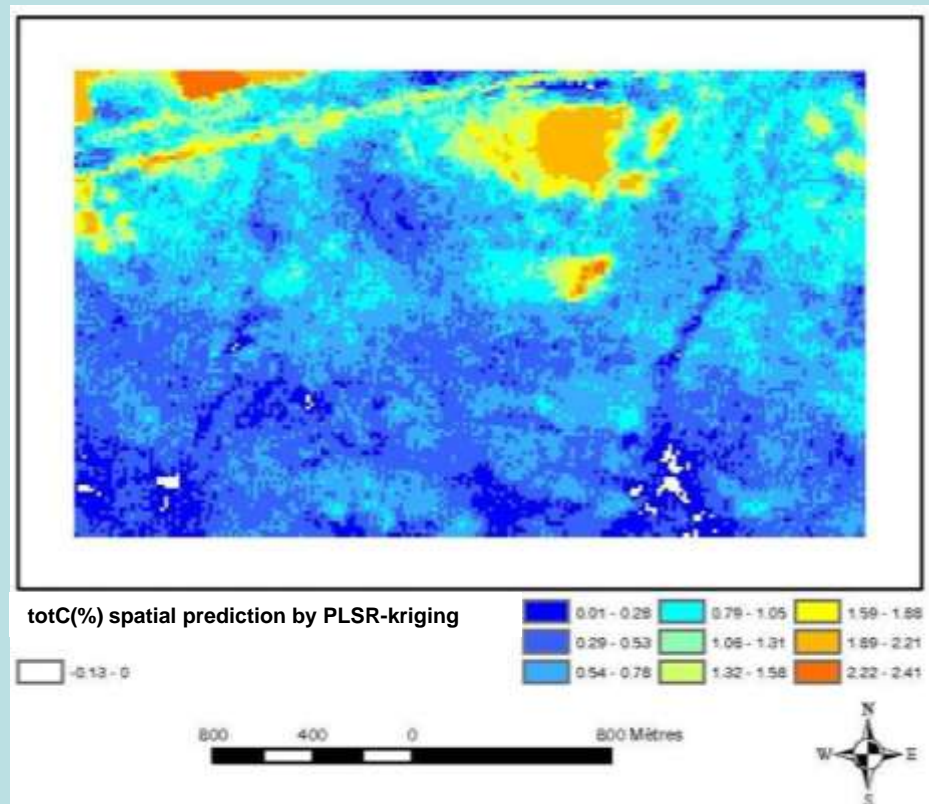 totC(%) spatial prediction by PLSR-kriging
-0.13 - 0
0.01 - 0.28
0.29 - 0.53
0.54 - 0.78
0.79 - 1.05
1.06 - 1.31
1.32 - 1.58
1.59 - 1.88
1.89 - 2.21
2.22 - 2.41
800 400 0 800 Mètres
N
W E
S